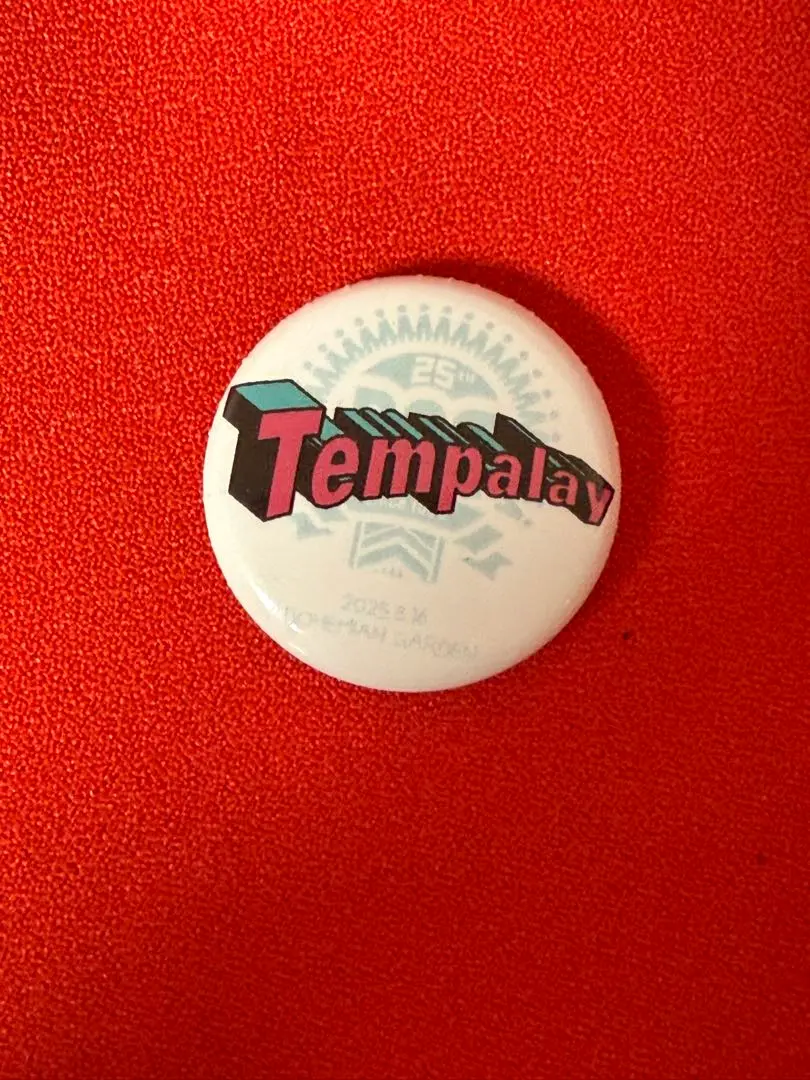 25TH
Tempalay
2025.8.16
BOHEMIAN GARDEN